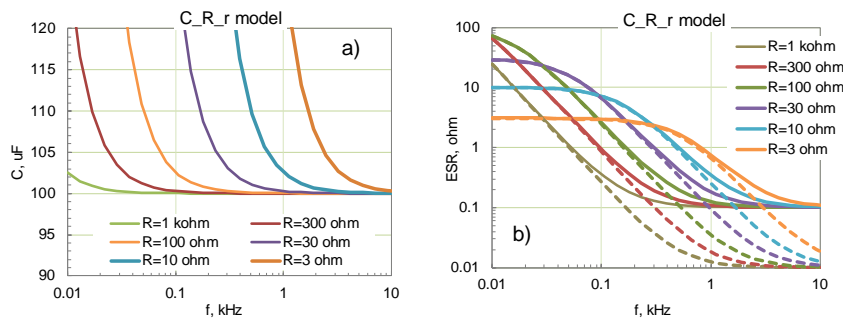 C_R_r model
a)
120
115
110
105
100
95
90
C, uF
0.01 0.1 1 10
f, kHz
R=1 kohm R=300 ohm
R=100 ohm R=30 ohm
R=10 ohm R=3 ohm
C_R_r model
b)
100
10
1
0.1
0.01
ESR, ohm
0.01 0.1 1 10
f, kHz
R=1 kohm
R=300 ohm
R=100 ohm
R=30 ohm
R=10 ohm
R=3 ohm